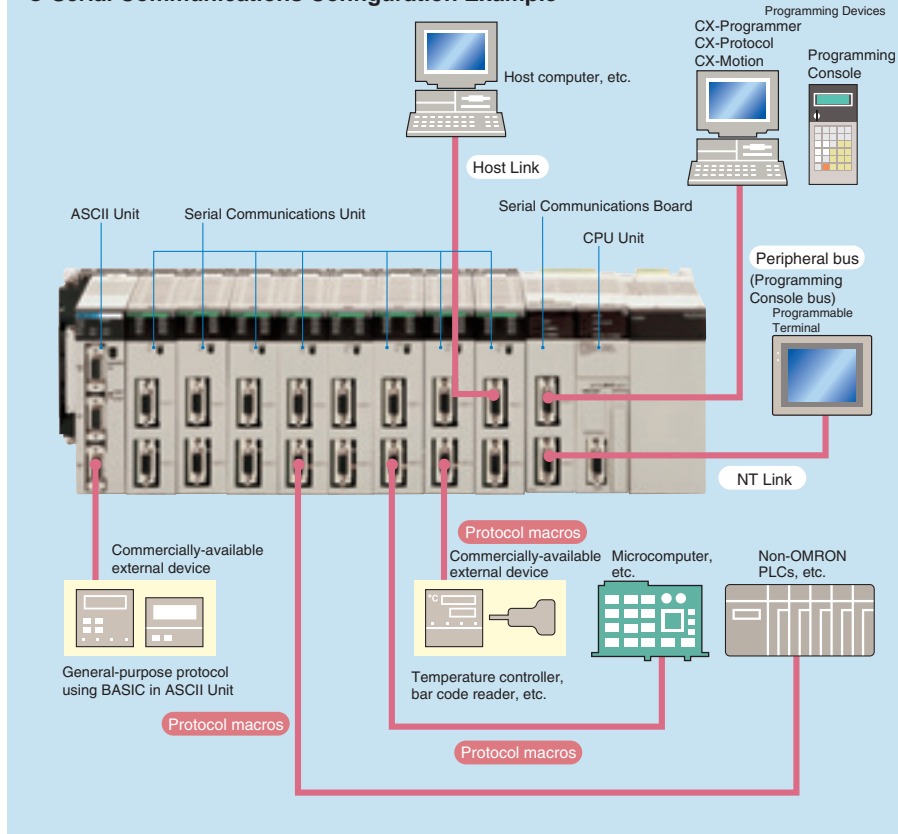 Serial Communications Configuration Example
Programming Devices
CX-Programmer
CX-Protocol
CX-Motion
Programming
Console
Host computer, etc.
Host Link
ASCII Unit
Serial Communications Unit
Serial Communications Board
CPU Unit
Peripheral bus
(Programming
Console bus)
Programmable
Terminal
NT Link
Protocol macros
Commercially-available
external device
Commercially-available
external device
°C
Microcomputer,
etc.
Non-OMRON
PLCs, etc.
General-purpose protocol
using BASIC in ASCII Unit
Temperature controller,
bar code reader, etc.
Protocol macros
Protocol macros